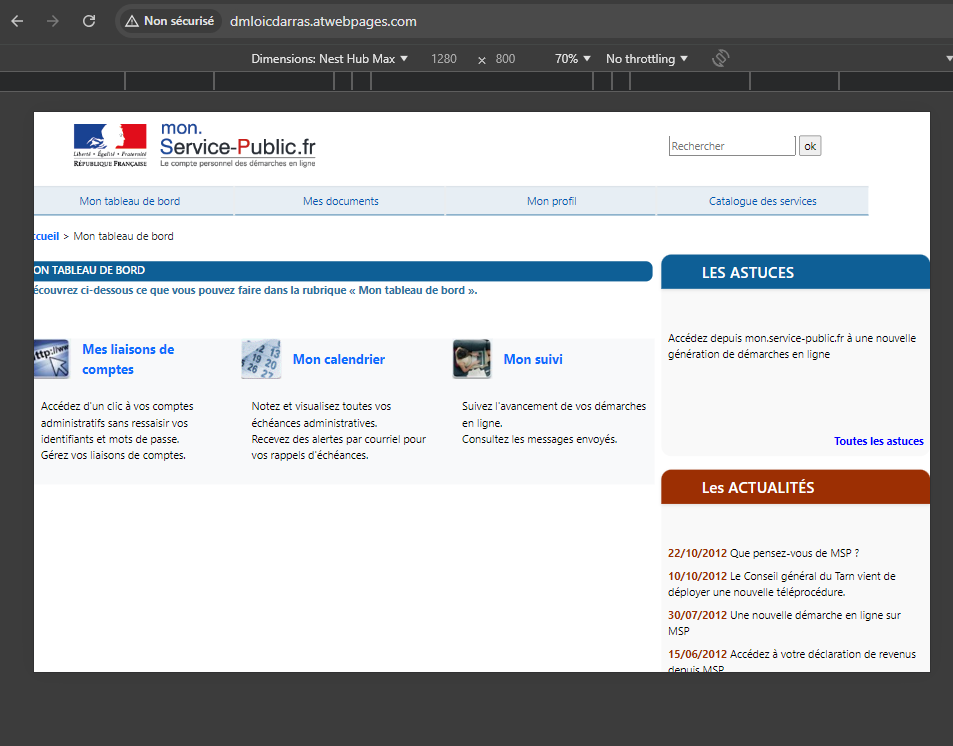 Non sécurisé dmloicdarras.atwebpages.com
Dimensions: Nest Hub Max 1280 × 800 70% No throttling
mon.
Service-Public.fr
Liberté • Égalité • Fraternité
RÉPUBLIQUE FRANÇAISE
Le compte personnel des démarches en ligne
Rechercher ok
Mon tableau de bord Mes documents Mon profil Catalogue des services
ccueil > Mon tableau de bord
ON TABLEAU DE BORD
écouvrez ci-dessous ce que vous pouvez faire dans la rubrique « Mon tableau de bord ».
http://ww
Mes liaisons de
comptes
Accédez d'un clic à vos comptes
administratifs sans ressaisir vos
identifiants et mots de passe.
Gérez vos liaisons de comptes.
12 13
19 20
26 27
Mon calendrier
Notez et visualisez toutes vos
échéances administratives.
Recevez des alertes par courriel pour
vos rappels d'échéances.
Mon suivi
Suivez l'avancement de vos démarches
en ligne.
Consultez les messages envoyés.
LES ASTUCES
Accédez depuis mon.service-public.fr à une nouvelle
génération de démarches en ligne
Toutes les astuces
Les ACTUALITÉS
22/10/2012 Que pensez-vous de MSP ?
10/10/2012 Le Conseil général du Tarn vient de
déployer une nouvelle téléprocédure.
30/07/2012 Une nouvelle démarche en ligne sur
MSP
15/06/2012 Accédez à votre déclaration de revenus
depuis MSP